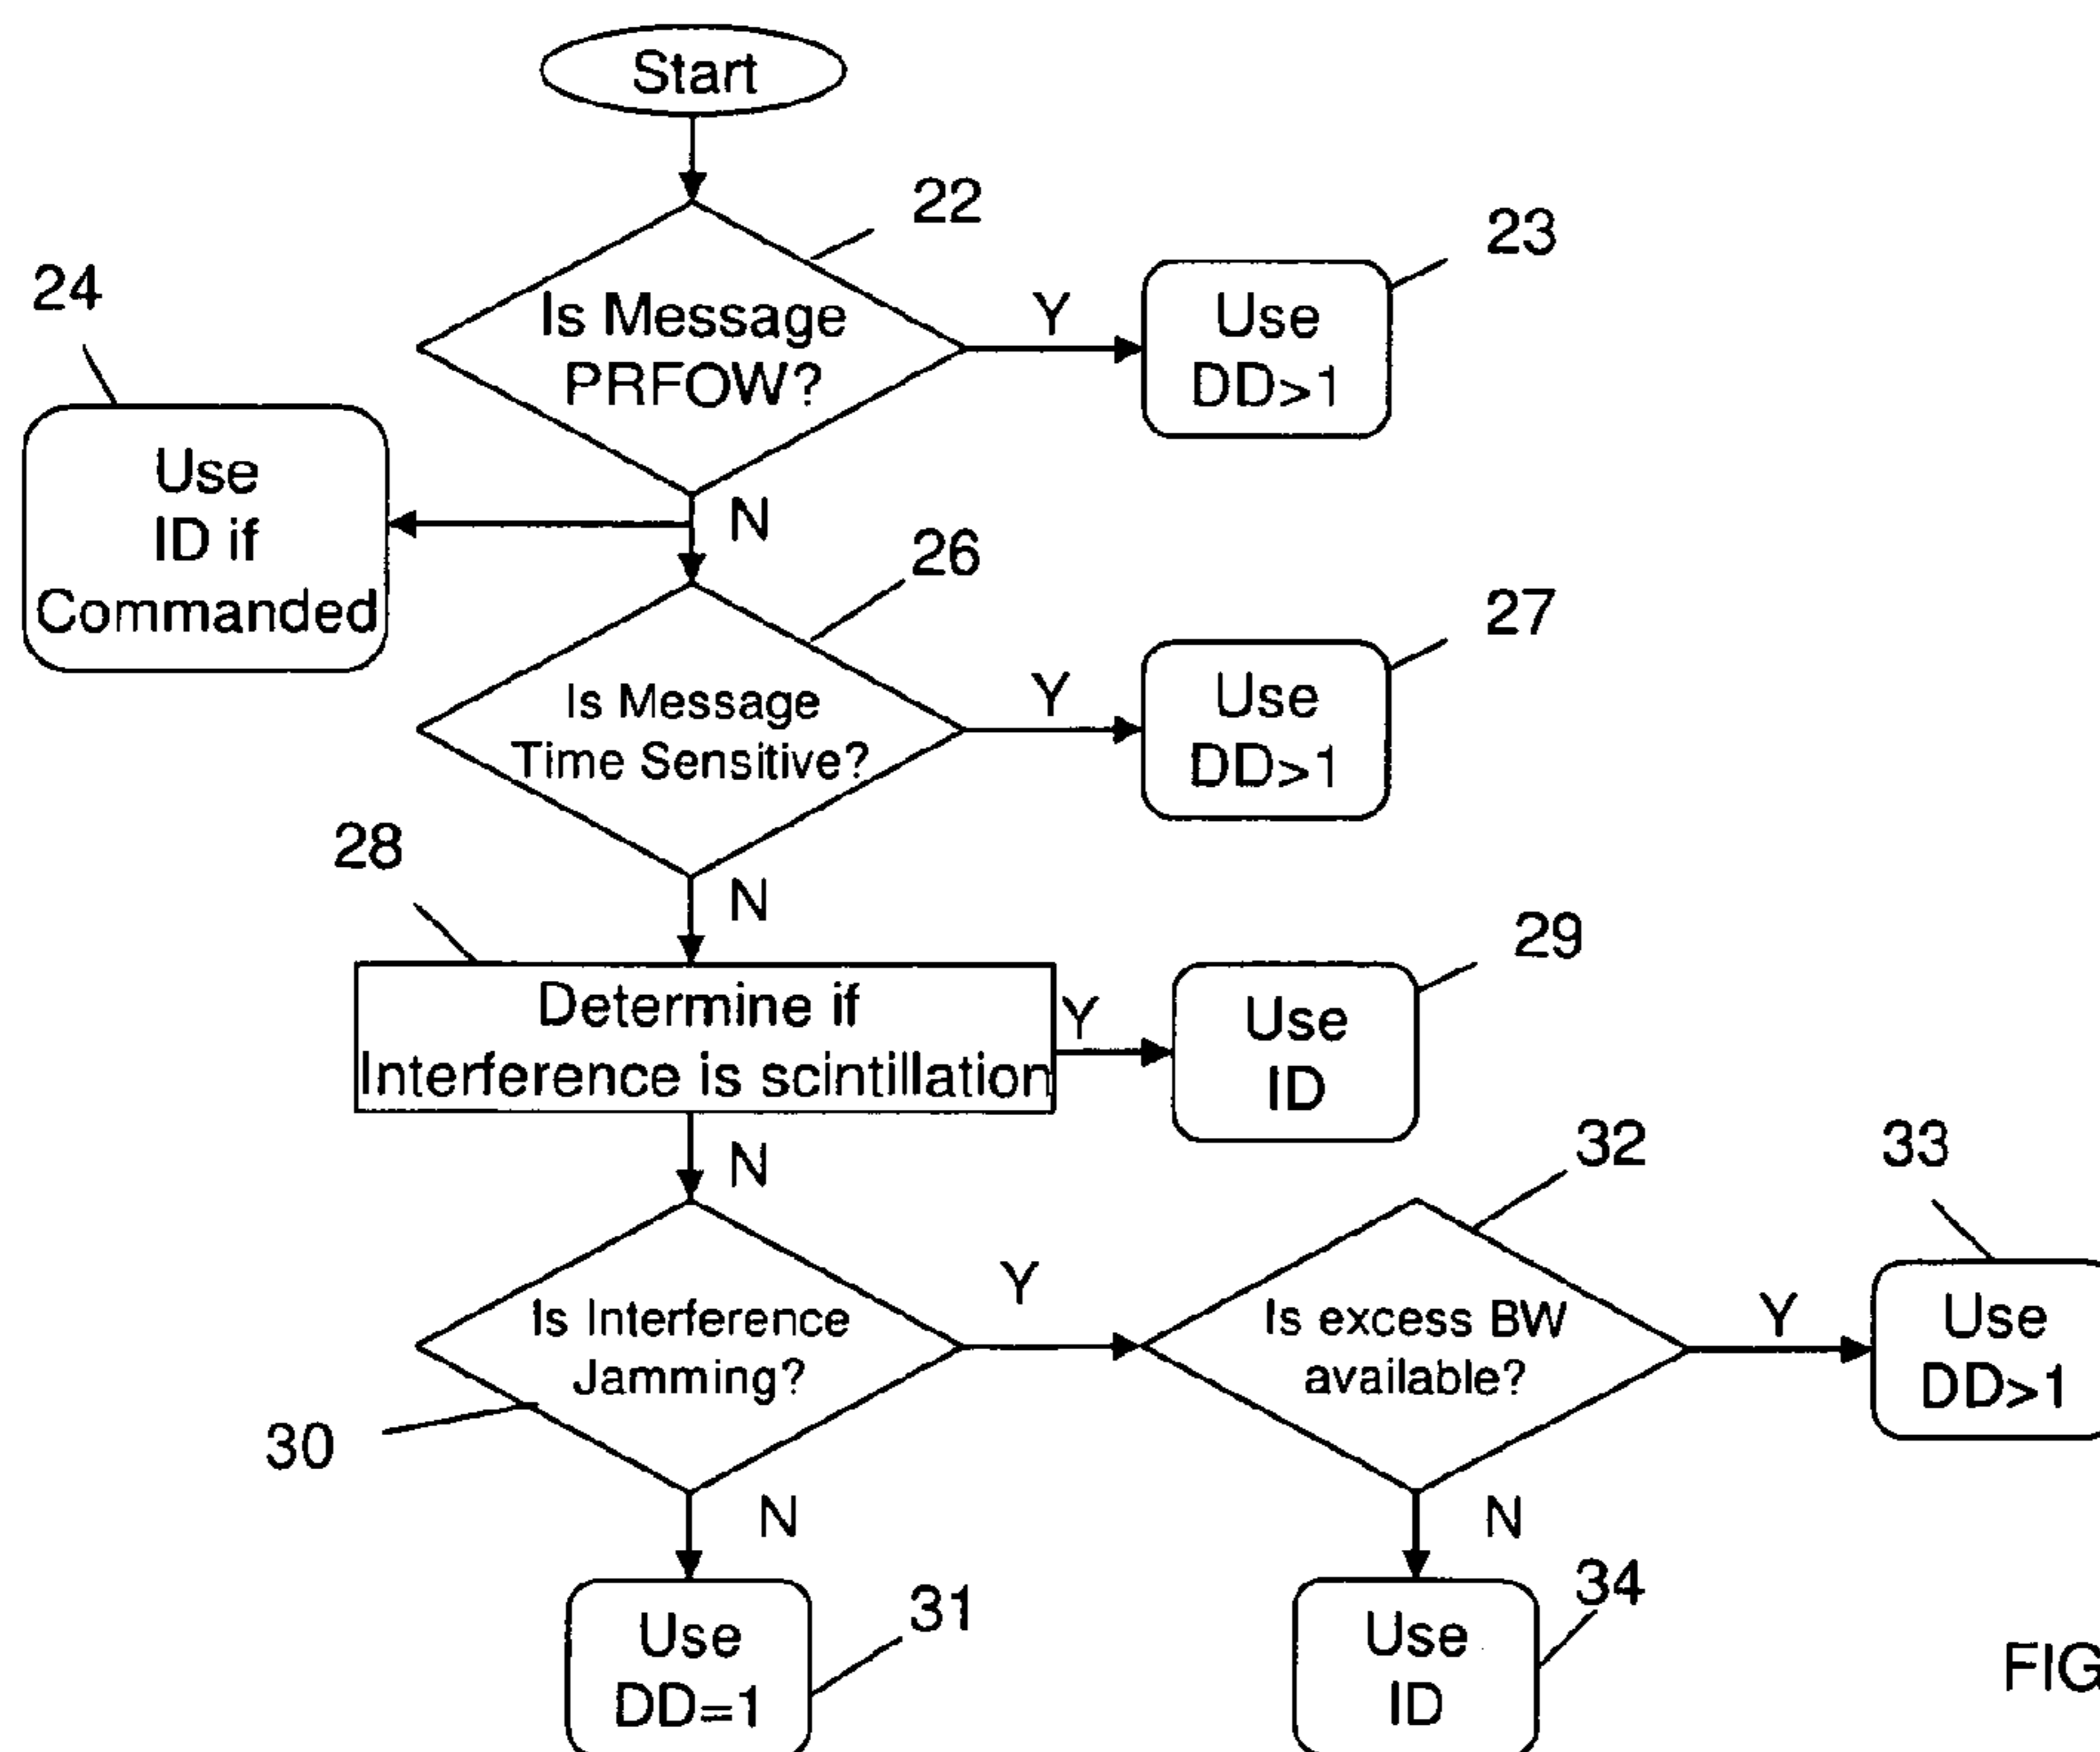 Start
22
Is Message
PRFOW?
Y
23
Use
DD>1
24
Use
ID if
Commanded
N
26
Is Message
Time Sensitive?
Y
27
Use
DD>1
N
28
Determine if
Interference is scintillation
Y
29
Use
ID
N
30
Is Interference
Jamming?
Y
32
Is excess BW
available?
Y
33
Use
DD>1
N
31
Use
DD=1
N
34
Use
ID
FIG